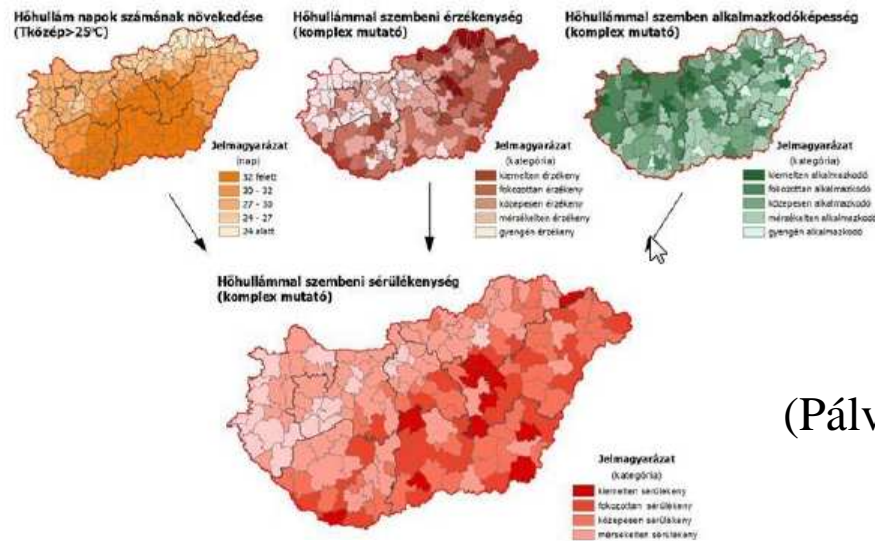 Hőhullám napok számának növekedése
(Tközép>25°C)
Hőhullámmal szembeni érzékenység
(komplex mutató)
Hőhullámmal szemben alkalmazkodóképesség
(komplex mutató)
Jelmagyarázat
(nap)
32 felett
30 - 32
27 - 30
24 - 27
24 alatt
Jelmagyarázat
(kategória)
kiemelten érzékeny
fokozottan érzékeny
közepesen érzékeny
mérsékelten érzékeny
gyengén érzékeny
Jelmagyarázat
(kategória)
kiemelten alkalmazkodó
fokozottan alkalmazkodó
közepesen alkalmazkodó
mérsékelten alkalmazkodó
gyengén alkalmazkodó
Hőhullámmal szembeni sérülékenység
(komplex mutató)
(Pálv
Jelmagyarázat
(kategória)
kiemelten sérülékeny
fokozottan sérülékeny
közepesen sérülékeny
mérsékelten sérülékeny